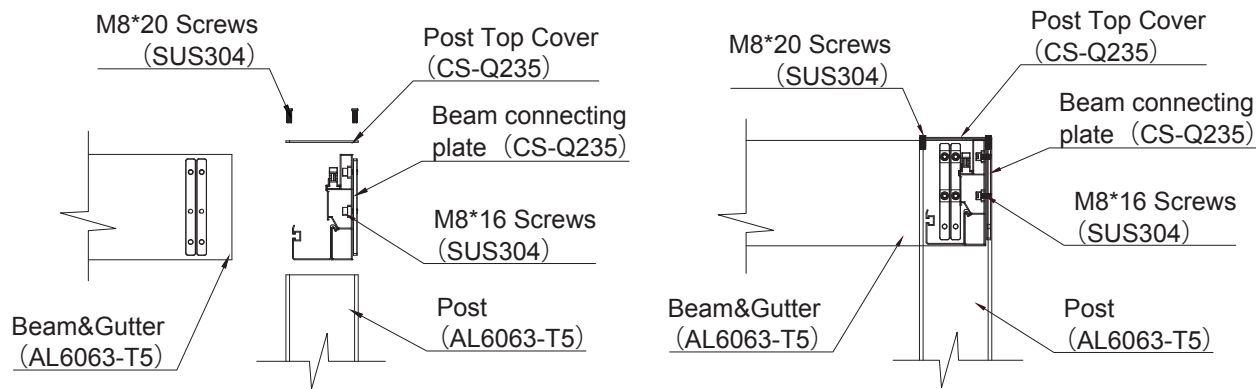 M8*20 Screws
（SUS304）
Post Top Cover
（CS-Q235）
Beam connecting
plate（CS-Q235）
M8*16 Screws
（SUS304）
Post
（AL6063-T5）
Beam&Gutter
（AL6063-T5）
M8*20 Screws
（SUS304）
Post Top Cover
（CS-Q235）
Beam connecting
plate（CS-Q235）
M8*16 Screws
（SUS304）
Beam&Gutter
（AL6063-T5）
Post
（AL6063-T5）